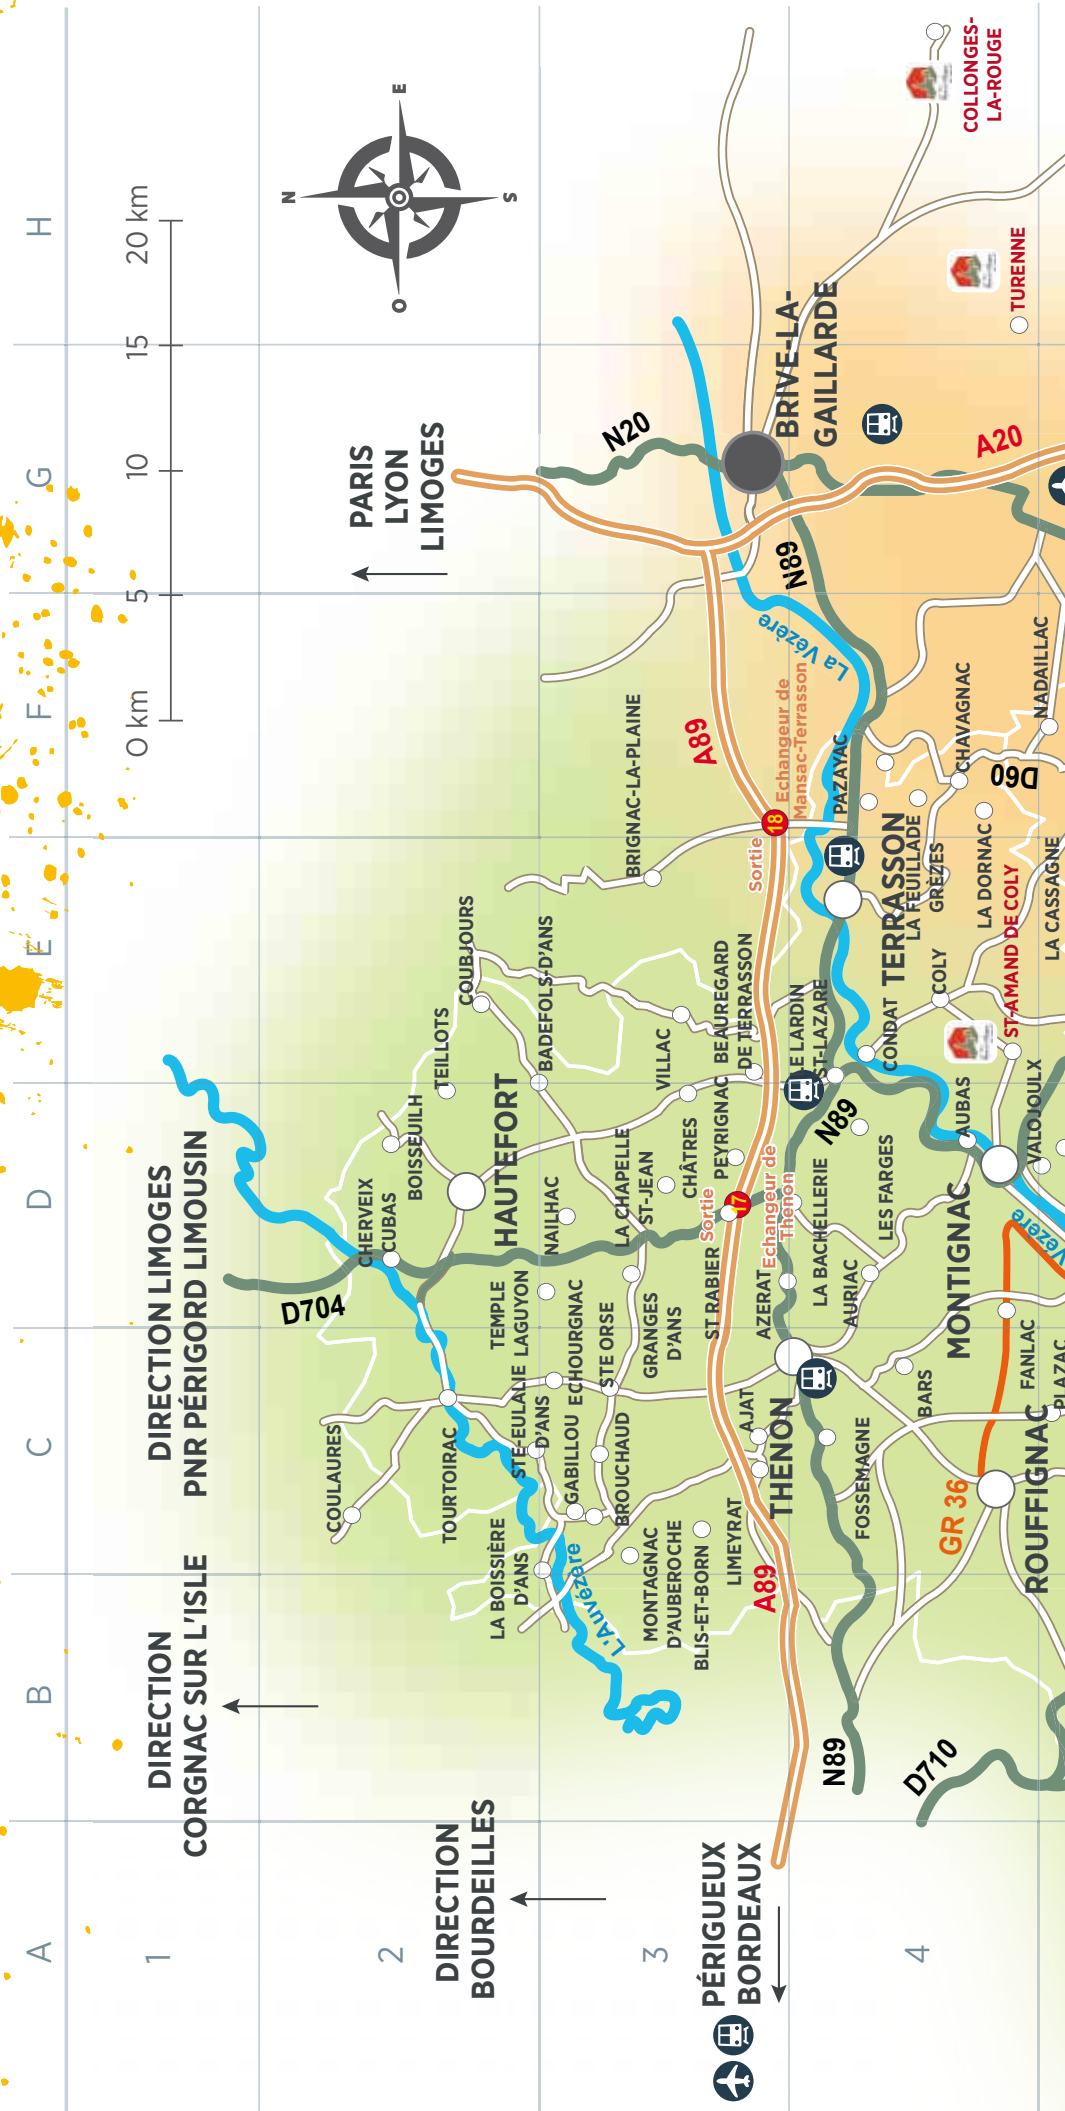 A
B
C
D
E
F
G
H
1
2
3
4
DIRECTION
CORGNAC SUR L'ISLE
DIRECTION LIMOGES
PNR PÉRIGORD LIMOUSIN
0 km
5
10
15
20 km
N
E
S
O
PARIS
LYON
LIMOGES
DIRECTION
BOURDEILLES
PÉRIGUEUX
BORDEAUX
D704
COULAURES
CHERVEIX
CUBAS
BOISSEUILH
TEILLOTS
COUBJOURS
TOURTOIRAC
HAUTEFORT
BADEFOLS-D'ANS
LA BOISSIÈRE
D'ANS
STE-EULALIE
D'ANS
TEMPLE
LAGUYON
NAILHAC
GABILLOU
ECHOURGNAC
L'Auvézère
BROUCHAUD
STE ORSE
LA CHAPELLE
ST-JEAN
BRIGNAC-LA-PLAINE
N20
MONTAGNAC
D'AUBEROCHE
GRANGES
D'ANS
VILLAC
CHÂTRES
BLIS-ET-BORN
ST RABIER
Sortie
17
PEYRIGNAC
BEAUREGARD
DE TERRASSON
A89
LIMEYRAT
AJAT
AZERAT
Echangeur de
Thenon
Sortie
18
Echangeur de
Mansac-Terrasson
A89
THENON
LE LARDIN
ST-LAZARE
La Vézère
N89
BRIVE-LA-
GAILLARDE
N89
LA BACHELLERIE
N89
PAZAYAC
FOSSEMAGNE
AURIAC
LES FARGES
CONDAT
TERRASSON
LA FEUILLADE
GRÈZES
D710
BARS
COLY
CHAVAGNAC
GR 36
MONTIGNAC
AUBAS
LA DORNAC
A20
COLLONGES-
LA-ROUGE
ST-AMAND DE COLY
D60
TURENNE
ROUFFIGNAC
FANLAC
VALOJOULX
LA CASSAGNE
NADAILLAC
PLAZAC
Vézère